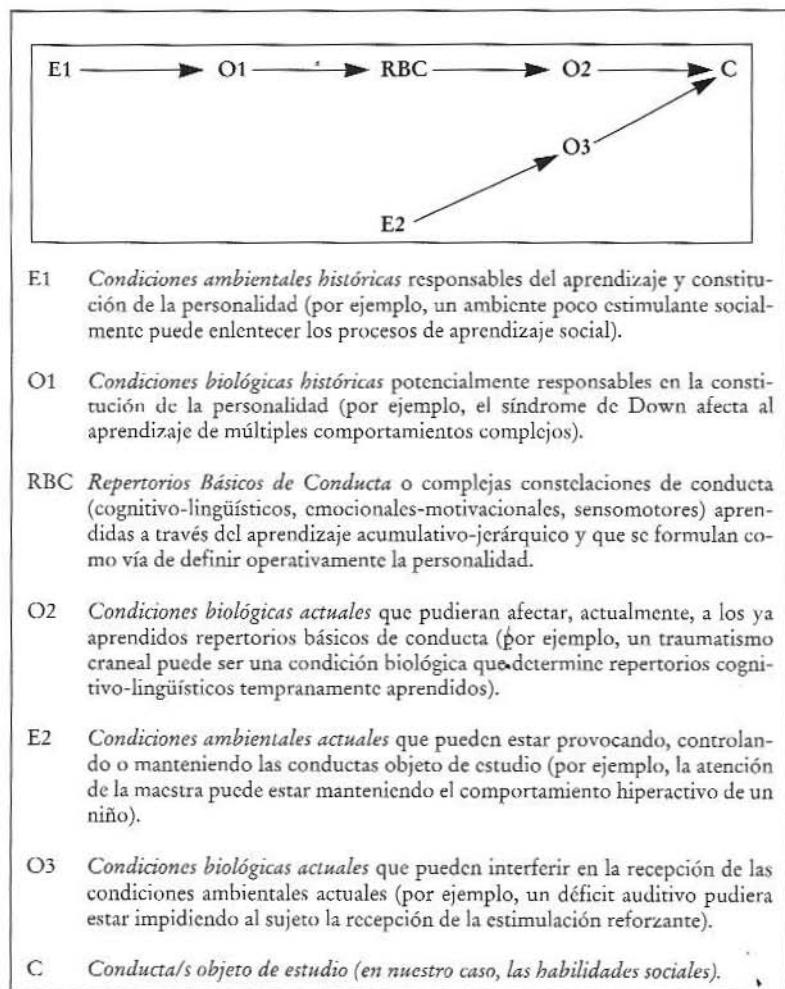 E1 O1 RBC O2 C
O3
E2
E1 Condiciones ambientales históricas responsables del aprendizaje y constitu-
ción de la personalidad (por ejemplo, un ambiente poco estimulante social-
mente puede enlentecer los procesos de aprendizaje social).
O1 Condiciones biológicas históricas potencialmente responsables en la consti-
tución de la personalidad (por ejemplo, el síndrome de Down afecta al
aprendizaje de múltiples comportamientos complejos).
RBC Repertorios Básicos de Conducta o complejas constelaciones de conducta
(cognitivo-lingüísticos, emocionales-motivacionales, sensomotores) apren-
didas a través del aprendizaje acumulativo-jerárquico y que se formulan co-
mo vía de definir operativamente la personalidad.
O2 Condiciones biológicas actuales que pudieran afectar, actualmente, a los ya
aprendidos repertorios básicos de conducta (por ejemplo, un traumatismo
craneal puede ser una condición biológica que determine repertorios cogni-
tivo-lingüísticos tempranamente aprendidos).
E2 Condiciones ambientales actuales que pueden estar provocando, controlan-
do o manteniendo las conductas objeto de estudio (por ejemplo, la atención
de la maestra puede estar manteniendo el comportamiento hiperactivo de un
niño).
O3 Condiciones biológicas actuales que pueden interferir en la recepción de las
condiciones ambientales actuales (por ejemplo, un déficit auditivo pudiera
estar impidiendo al sujeto la recepción de la estimulación reforzante).
C Conducta/s objeto de estudio (en nuestro caso, las habilidades sociales).